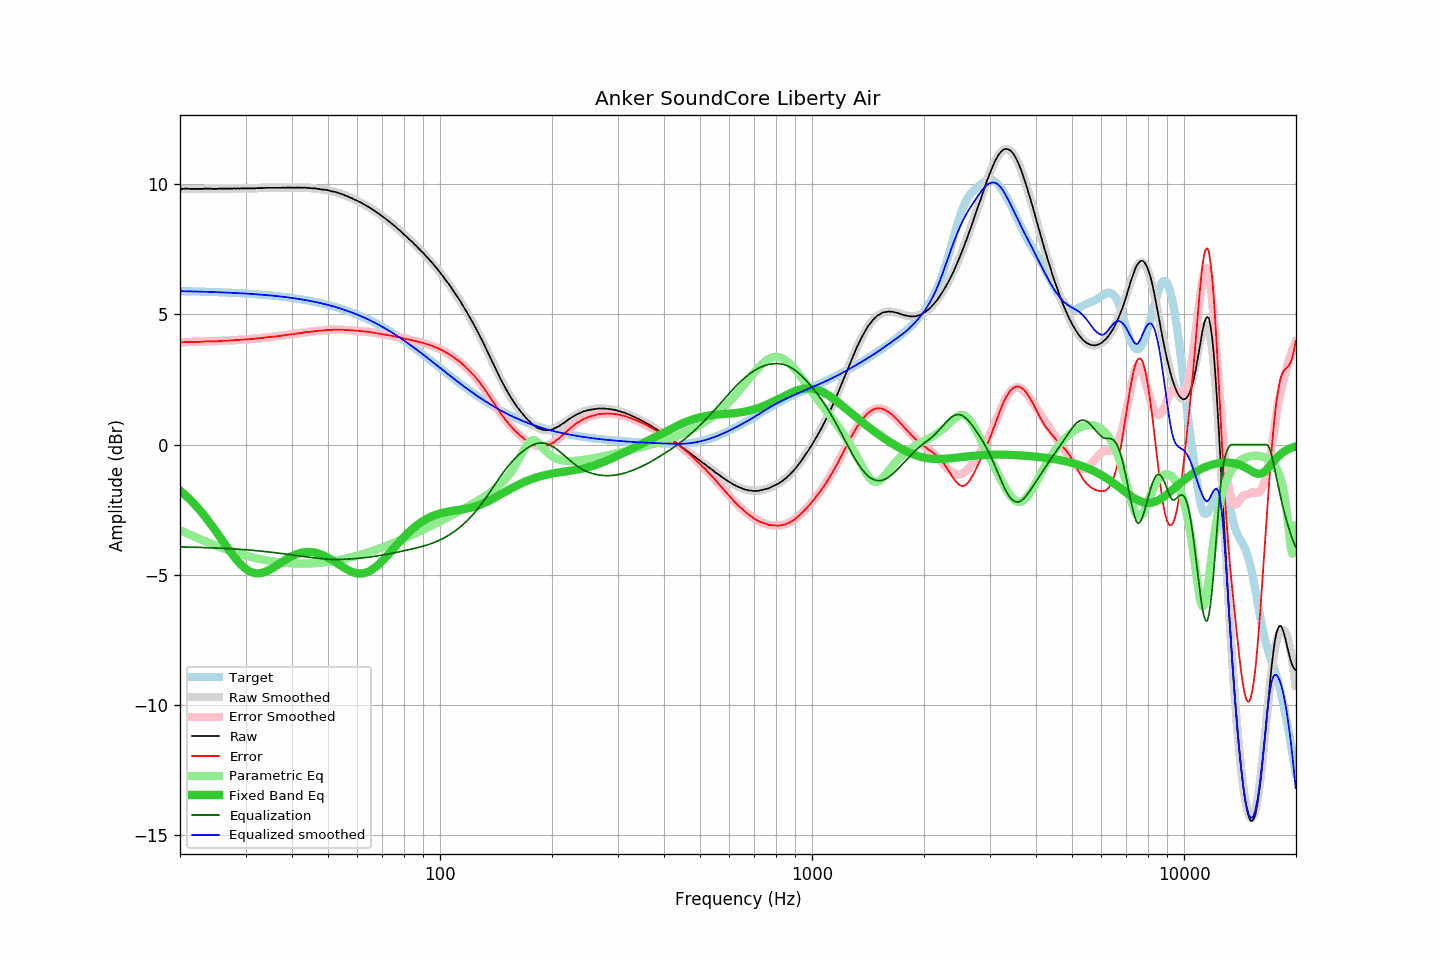 Anker SoundCore Liberty Air
10
5
0
−5
−10
−15
Amplitude (dBr)
Target
Raw Smoothed
Error Smoothed
Raw
Error
Parametric Eq
Fixed Band Eq
Equalization
Equalized smoothed
100
1000
10000
Frequency (Hz)